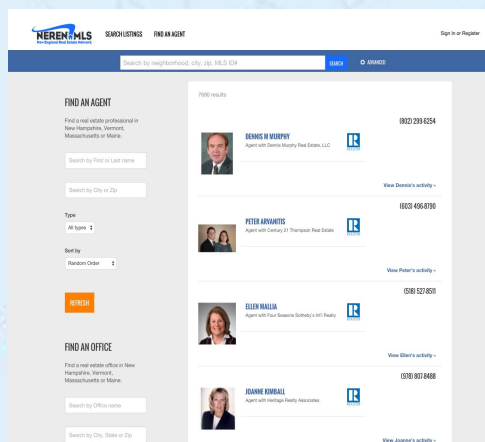 NEREN MLS
New England Real Estate Network
SEARCH LISTINGS FIND AN AGENT
Sign In or Register
Search by neighborhood, city, zip, MLS ID#
SEARCH
ADVANCED
FIND AN AGENT
Find a real estate professional in
New Hampshire, Vermont,
Massachusetts or Maine.
Search by First or Last name
Search by City or Zip
Type
All types
Sort by
Random Order
REFRESH
FIND AN OFFICE
Find a real estate office in New
Hampshire, Vermont,
Massachusetts or Maine.
Search by Office name
Search by City, State or Zip
7690 results
(802) 299-6254
DENNIS M MURPHY
Agent with Dennis Murphy Real Estate, LLC
R
REALTOR
View Dennis's activity »
(603) 496-8790
PETER ARVANITIS
Agent with Century 21 Thompson Real Estate
R
REALTOR
View Peter's activity »
(518) 527-8511
ELLEN MALLIA
Agent with Four Seasons Sotheby's Int'l Realty
R
REALTOR
View Ellen's activity »
(978) 807-8488
JOANNE KIMBALL
Agent with Heritage Realty Associates
R
REALTOR
View Joanne's activity »